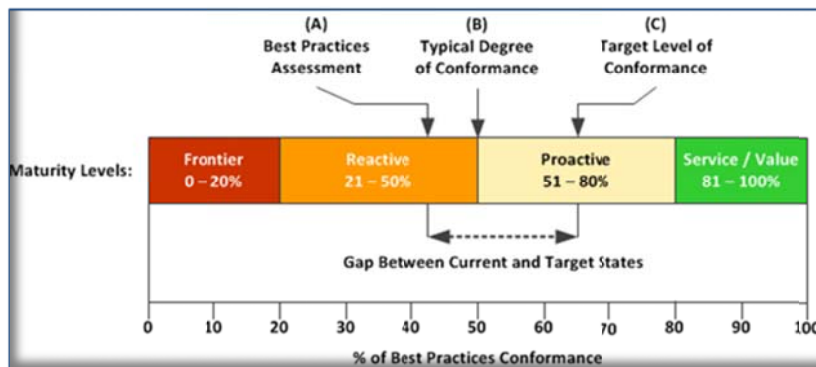 (A)
Best Practices
Assessment
(B)
Typical Degree
of Conformance
(C)
Target Level of
Conformance
Maturity Levels:
Frontier
0 – 20%
Reactive
21 – 50%
Proactive
51 – 80%
Service / Value
81 – 100%
Gap Between Current and Target States
0 10 20 30 40 50 60 70 80 90 100
% of Best Practices Conformance